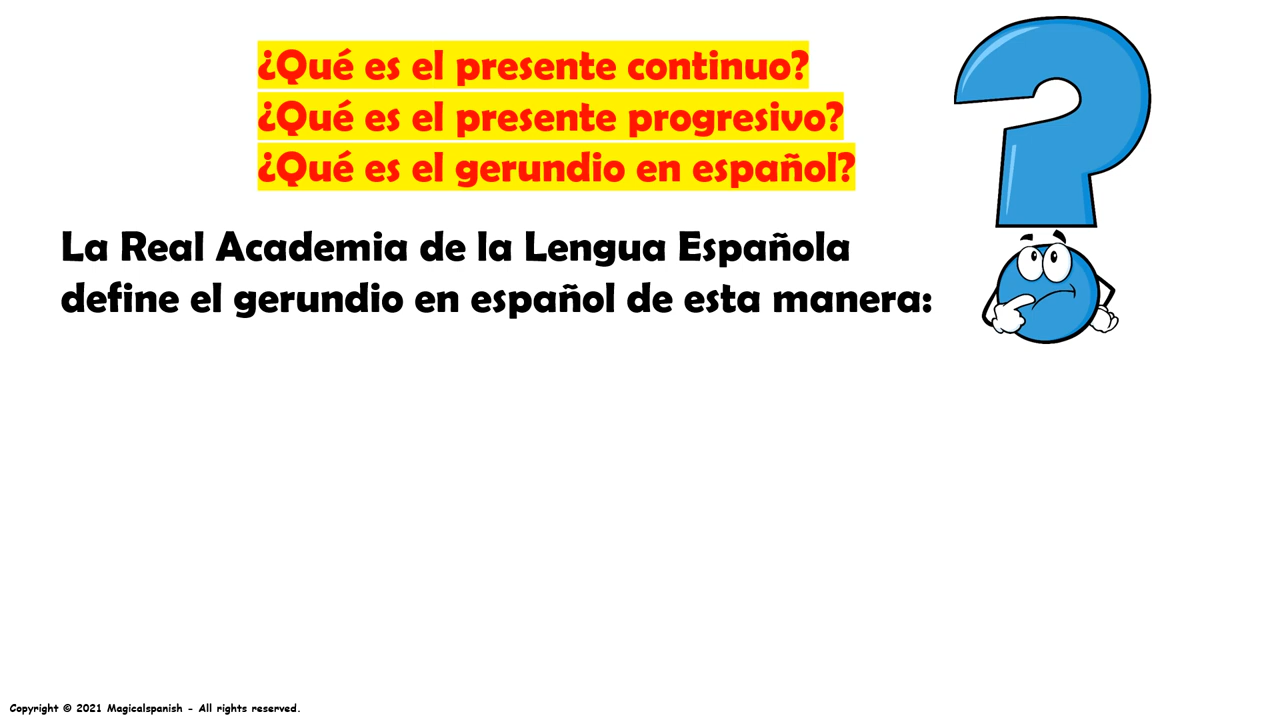 ¿Qué es el presente continuo?
¿Qué es el presente progresivo?
¿Qué es el gerundio en español?
La Real Academia de la Lengua Española
define el gerundio en español de esta manera:
Copyright © 2021 Magicalspanish - All rights reserved.